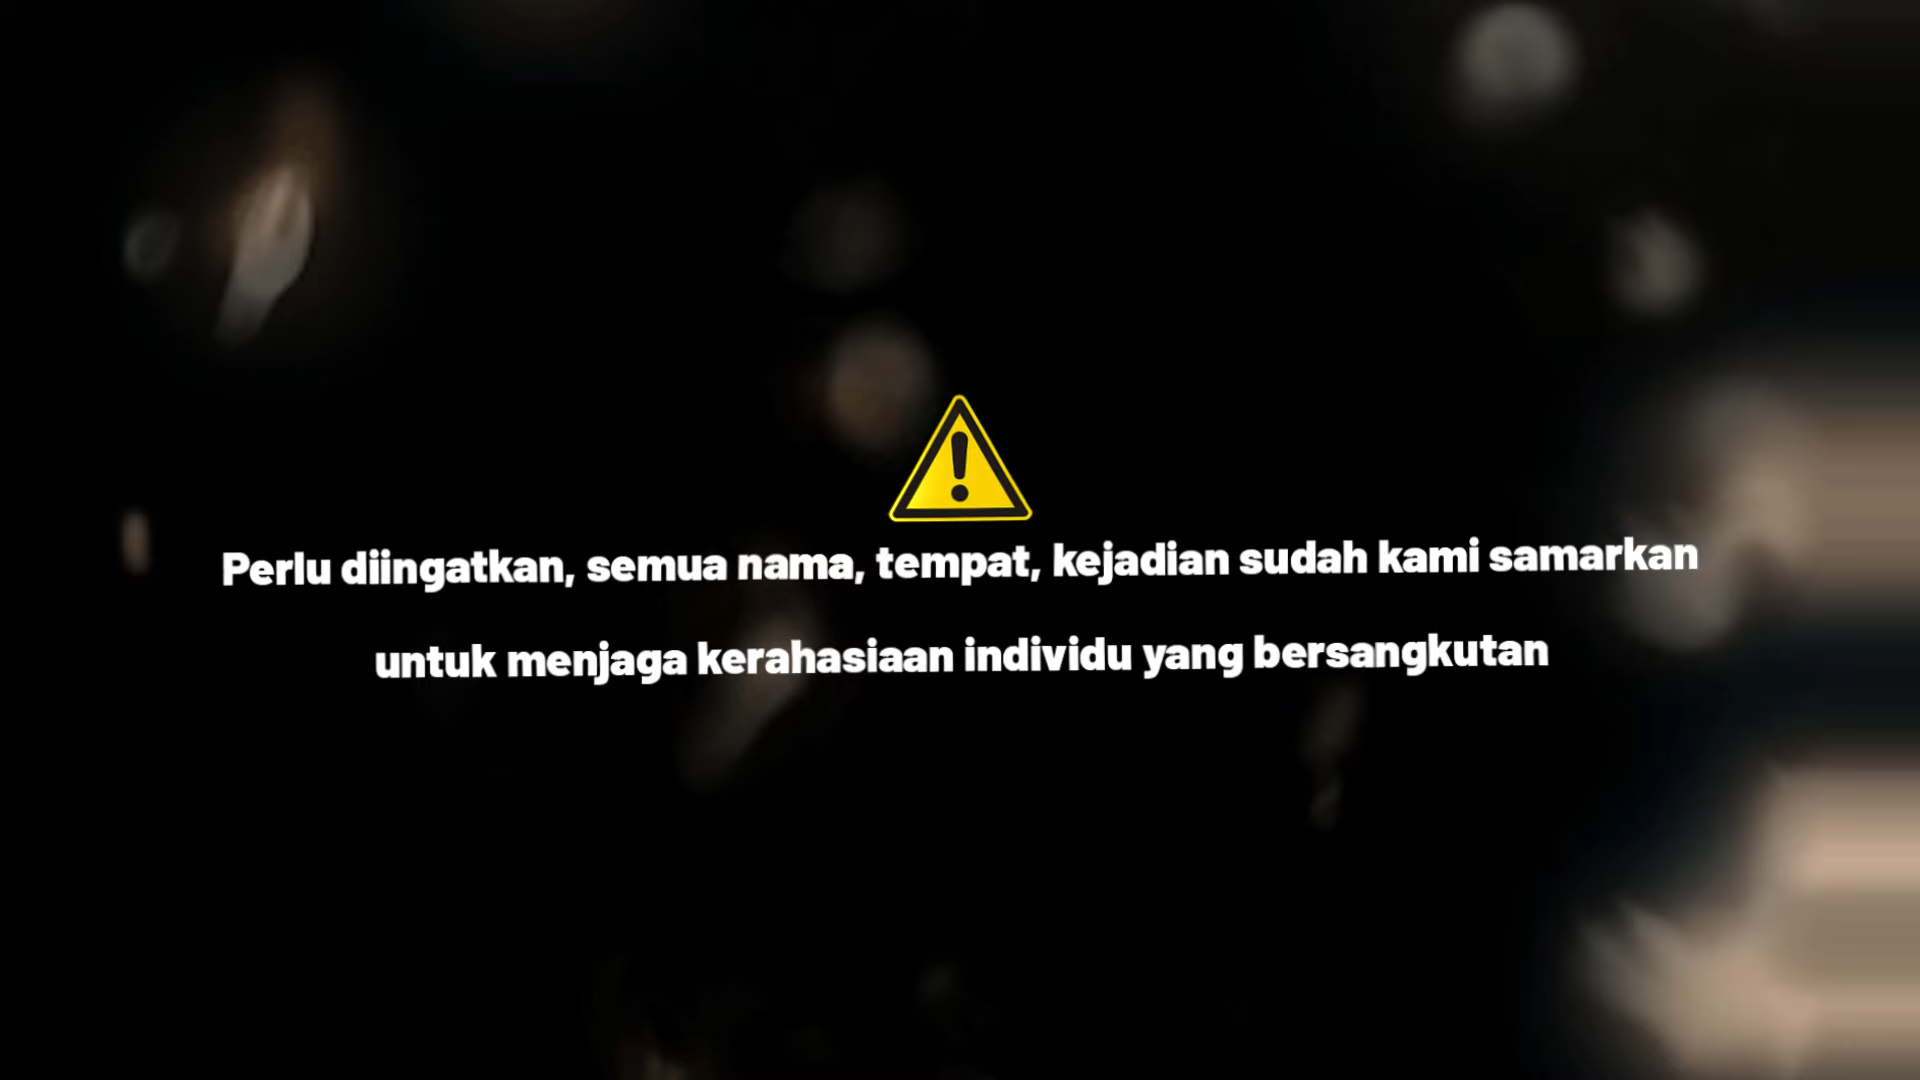 Perlu diingatkan, semua nama, tempat, kejadian sudah kami samarkan
untuk menjaga kerahasiaan individu yang bersangkutan